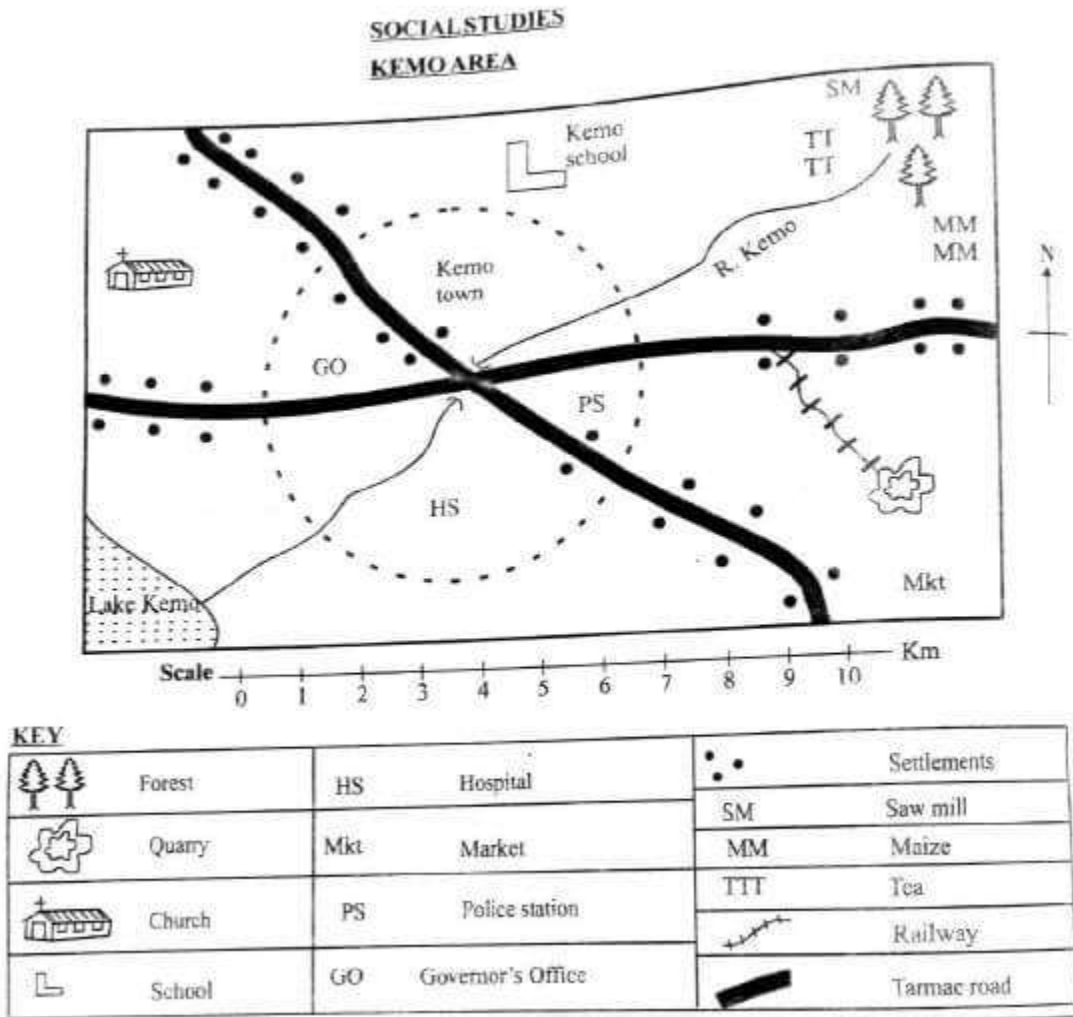 SOCIAL STUDIES
KEMO AREA
SM
Kemo
school
TT
TT
MM
MM
R. Kemo
N
Kemo
town
GO
PS
HS
Lake Kemo
Mkt
Scale
0 1 2 3 4 5 6 7 8 9 10 Km
KEY
Forest HS Hospital Settlements
SM Saw mill
Quarry Mkt Market MM Maize
TTT Tea
Church PS Police station Railway
School GO Governor's Office Tarmac road